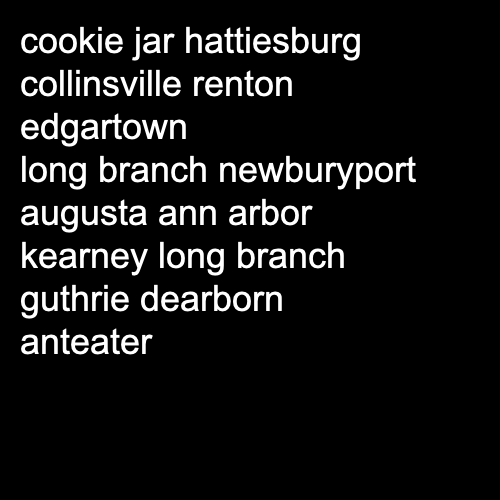 cookie jar hattiesburg
collinsville renton
edgartown
long branch newburyport
augusta ann arbor
kearney long branch
guthrie dearborn
anteater